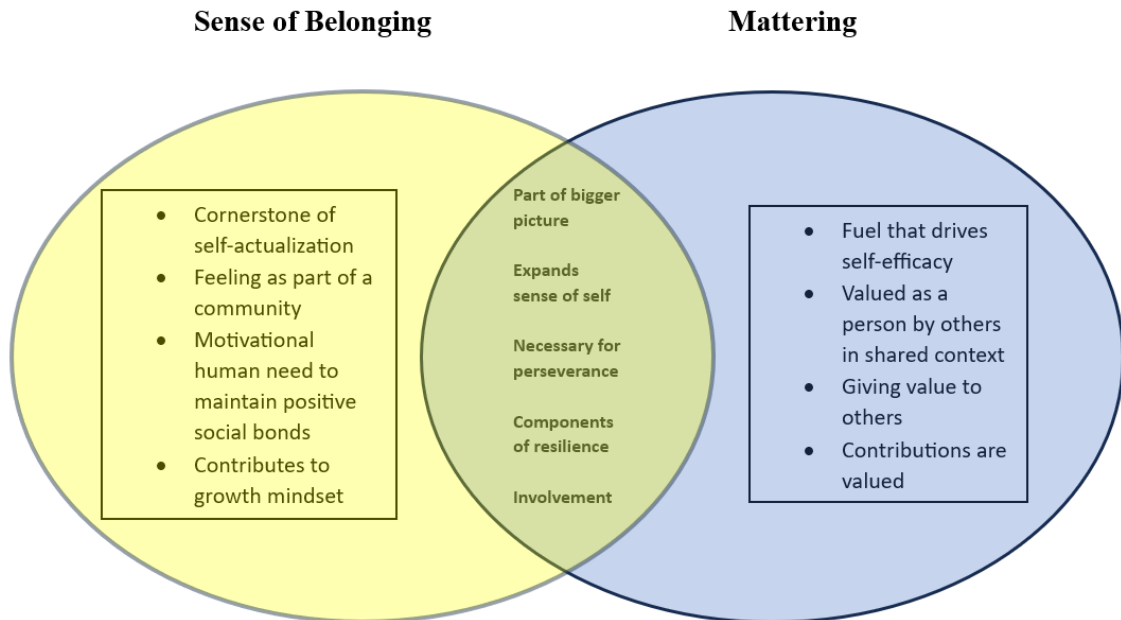 Sense of Belonging
Mattering
• Cornerstone of
self-actualization
• Feeling as part of a
community
• Motivational
human need to
maintain positive
social bonds
• Contributes to
growth mindset
Part of bigger
picture
Expands
sense of self
Necessary for
perseverance
Components
of resilience
Involvement
• Fuel that drives
self-efficacy
• Valued as a
person by others
in shared context
• Giving value to
others
• Contributions are
valued